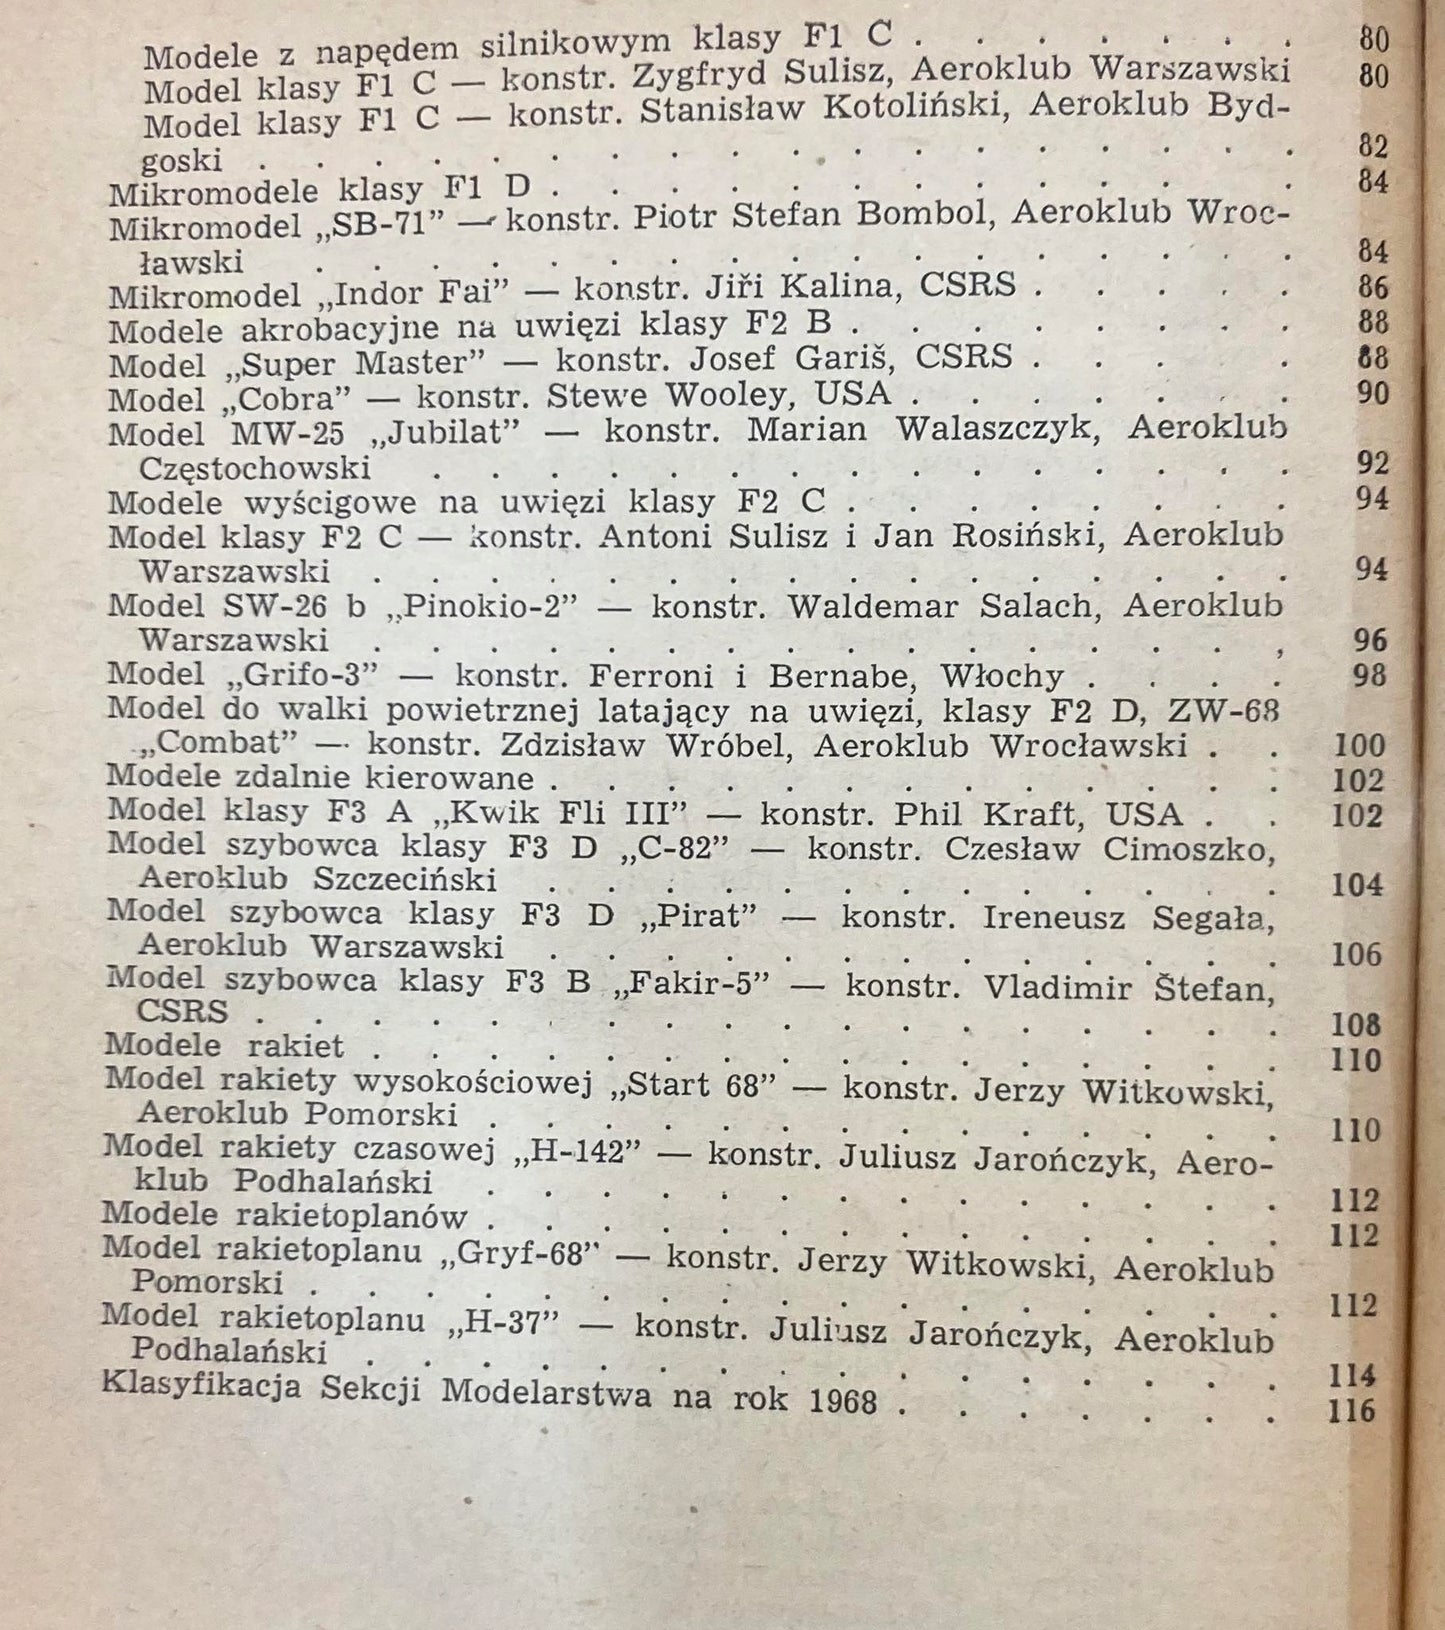 Modele z napędem silnikowym klasy F1 C . . . . . . . 80
Model klasy F1 C — konstr. Zygfryd Sulisz, Aeroklub Warszawski 80
Model klasy F1 C — konstr. Stanisław Kotoliński, Aeroklub Byd-
goski . . . . . . . . . . . . . . . . . . 82
Mikromodele klasy F1 D . . . . . . . . . . . . . 84
Mikromodel „SB-71” — konstr. Piotr Stefan Bombol, Aeroklub Wroc-
ławski . . . . . . . . . . . . . . . . . 84
Mikromodel „Indor Fai” — konstr. Jiři Kalina, CSRS . . . . . 86
Modele akrobacyjne na uwięzi klasy F2 B . . . . . . . . 88
Model „Super Master” — konstr. Josef Gariš, CSRS . . . . . 88
Model „Cobra” — konstr. Stewe Wooley, USA . . . . . . . 90
Model MW-25 „Jubilat” — konstr. Marian Walaszczyk, Aeroklub
Częstochowski . . . . . . . . . . . . . . . 92
Modele wyścigowe na uwięzi klasy F2 C . . . . . . . . 94
Model klasy F2 C — konstr. Antoni Sulisz i Jan Rosiński, Aeroklub
Warszawski . . . . . . . . . . . . . . . . 94
Model SW-26 b „Pinokio-2” — konstr. Waldemar Salach, Aeroklub
Warszawski . . . . . . . . . . . . . . . , 96
Model „Grifo-3” — konstr. Ferroni i Bernabe, Włochy . . . . 98
Model do walki powietrznej latający na uwięzi, klasy F2 D, ZW-68
„Combat” — konstr. Zdzisław Wróbel, Aeroklub Wrocławski . . 100
Modele zdalnie kierowane . . . . . . . . . . . . . 102
Model klasy F3 A „Kwik Fli III” — konstr. Phil Kraft, USA . . 102
Model szybowca klasy F3 D „C-82” — konstr. Czesław Cimoszko,
Aeroklub Szczeciński . . . . . . . . . . . . . 104
Model szybowca klasy F3 D „Pirat” — konstr. Ireneusz Segała,
Aeroklub Warszawski . . . . . . . . . . . . . 106
Model szybowca klasy F3 B „Fakir-5” — konstr. Vladimir Štefan,
CSRS . . . . . . . . . . . . . . . . . . 108
Modele rakiet . . . . . . . . . . . . . . . . 110
Model rakiety wysokościowej „Start 68” — konstr. Jerzy Witkowski,
Aeroklub Pomorski . . . . . . . . . . . . . . 110
Model rakiety czasowej „H-142” — konstr. Juliusz Jarończyk, Aero-
klub Podhalański . . . . . . . . . . . . . . 112
Modele rakietoplanów . . . . . . . . . . . . . . 112
Model rakietoplanu „Gryf-68” — konstr. Jerzy Witkowski, Aeroklub
Pomorski . . . . . . . . . . . . . . . . . 112
Model rakietoplanu „H-37” — konstr. Juliusz Jarończyk, Aeroklub
Podhalański . . . . . . . . . . . . . . . . 114
Klasyfikacja Sekcji Modelarstwa na rok 1968 . . . . . . . 116